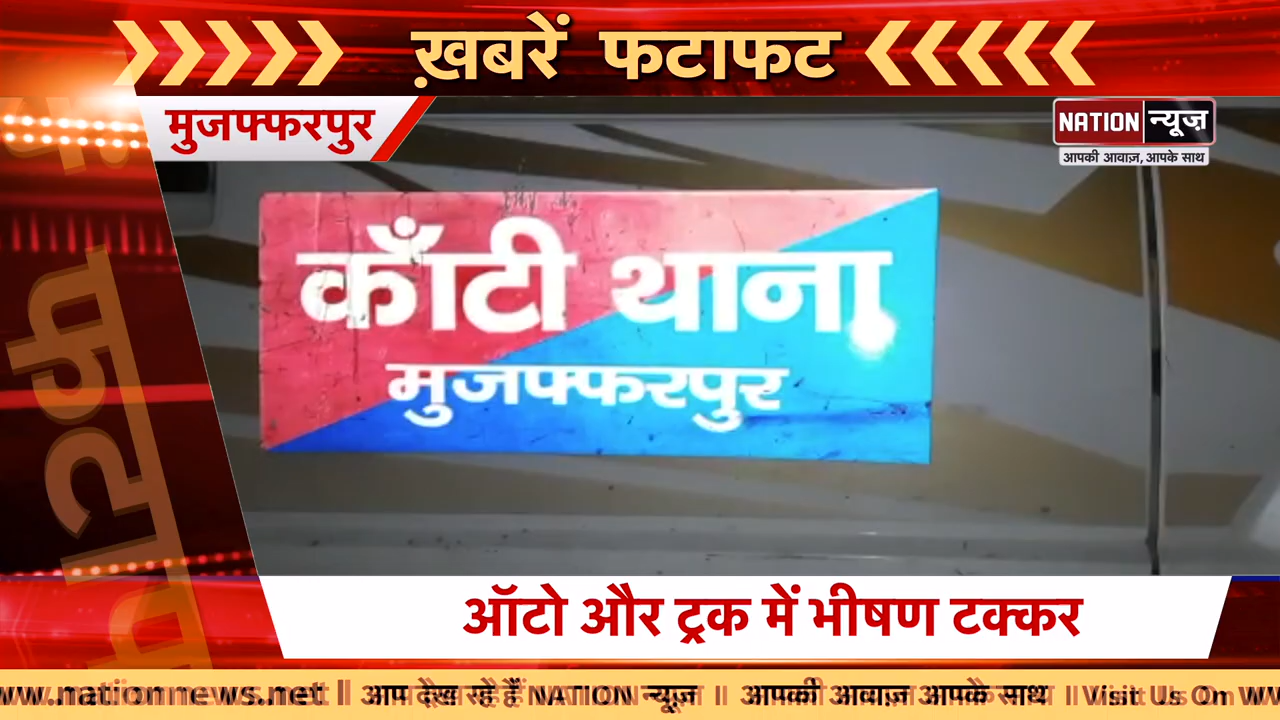 ख़बरें फटाफट
मुजफ्फरपुर
NATION न्यूज़
आपकी आवाज़, आपके साथ
काँटी थाना
मुजफ्फरपुर
ऑटो और ट्रक में भीषण टक्कर
www.nationnews.net ॥ आप देख रहे हैं NATION न्यूज़ ॥ आपकी आवाज़ आपके साथ ॥ Visit Us On